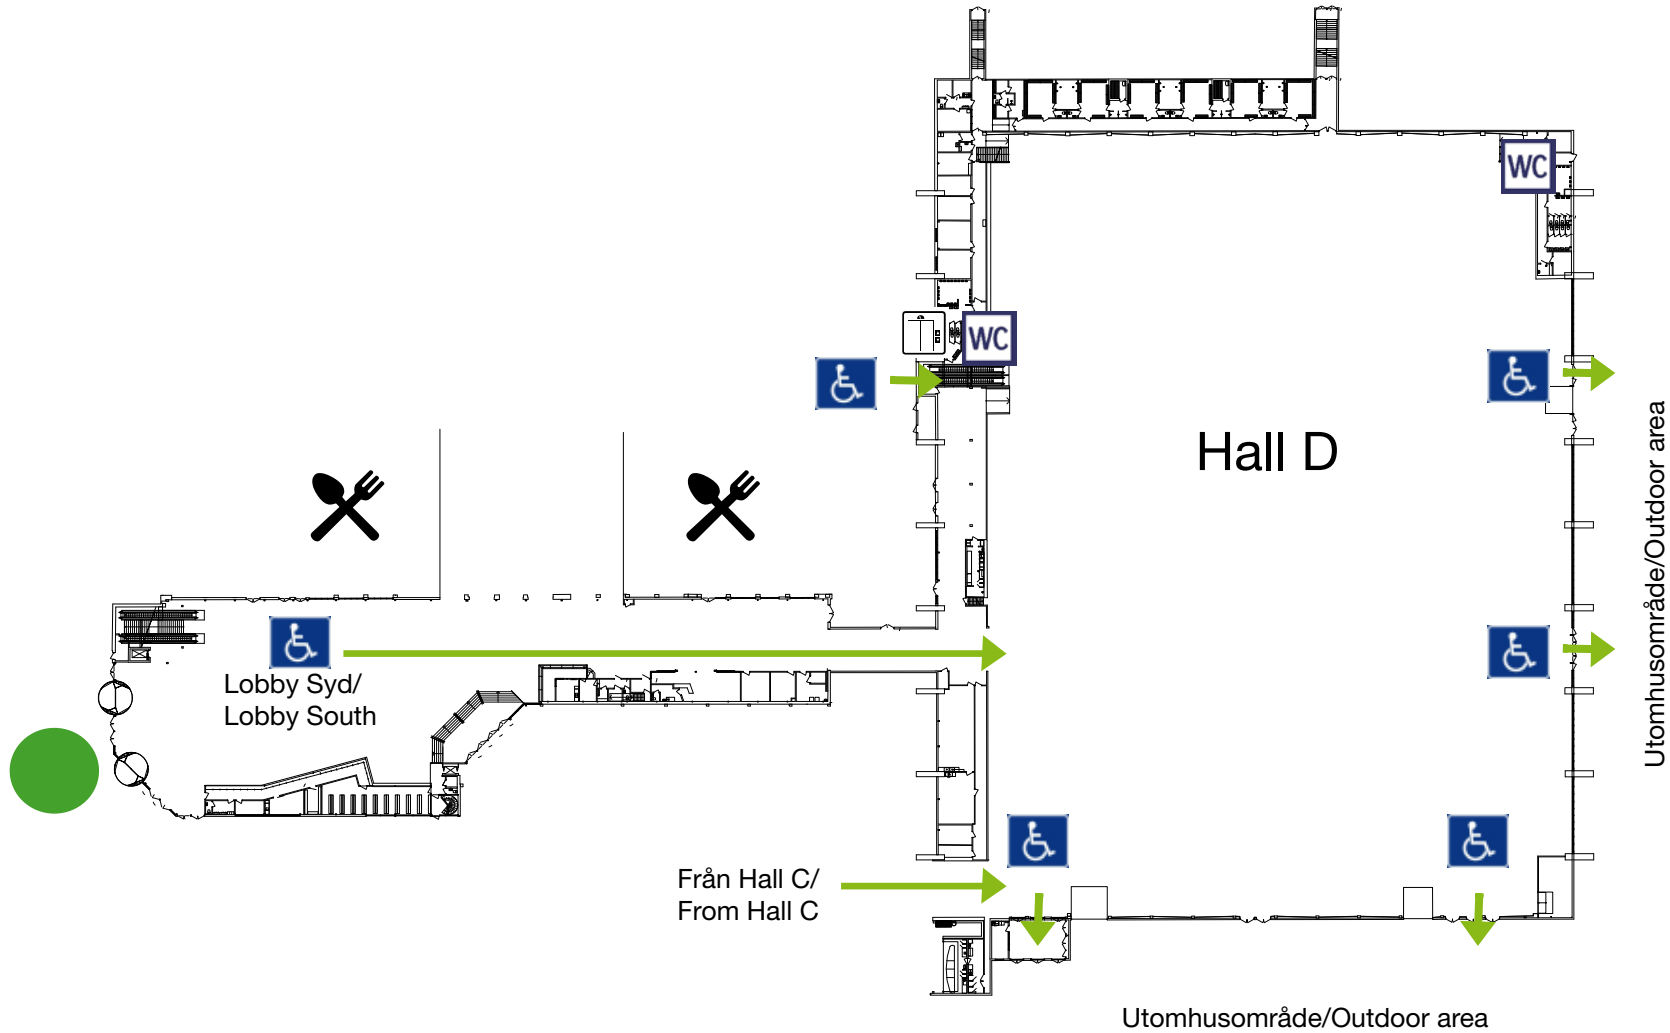 WC
WC
Hall D
Utomhusområde/Outdoor area
Lobby Syd/
Lobby South
Från Hall C/
From Hall C
Utomhusområde/Outdoor area